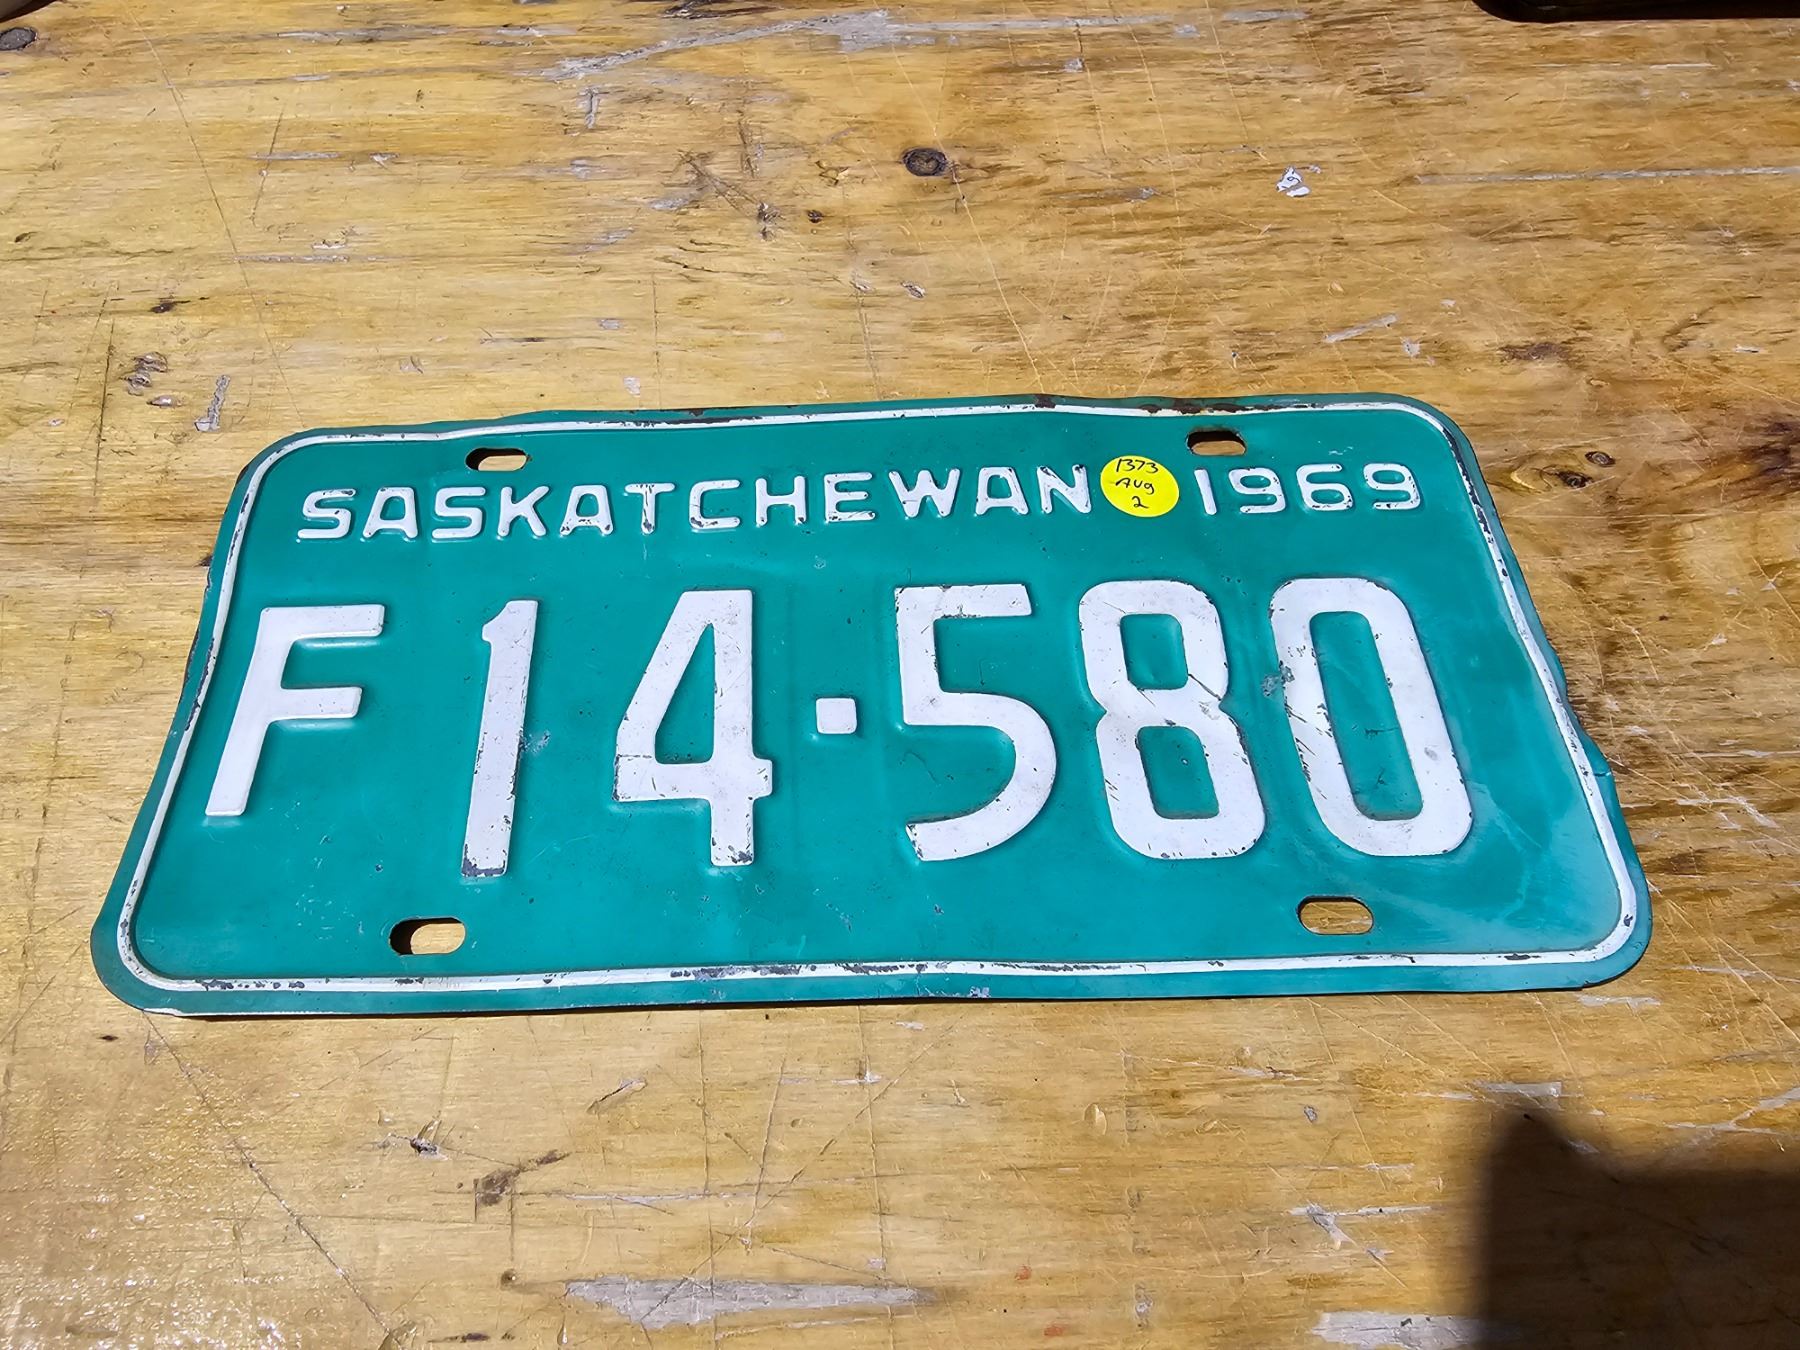 SASKATCHEWAN 1969
1373
Aug
2
F 14·580